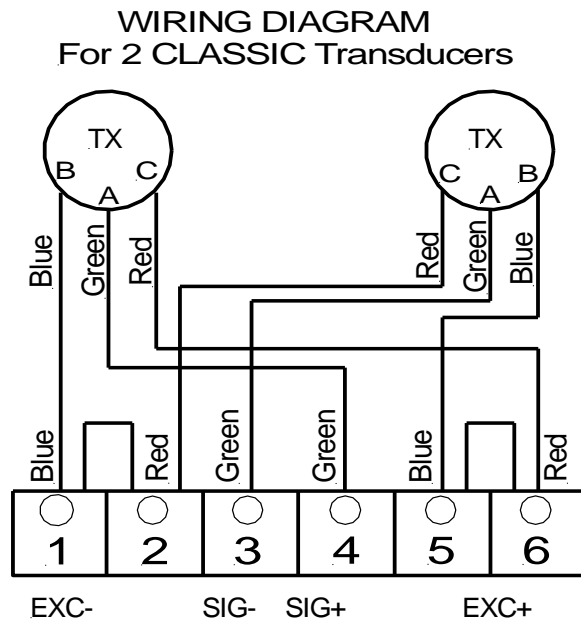 WIRING DIAGRAM
For 2 CLASSIC Transducers
TX
TX
B
C
C
B
A
A
Blue
Green
Red
Red
Green
Blue
Blue
Red
Green
Green
Blue
Red
1 2 3 4 5 6
EXC- SIG- SIG+ EXC+